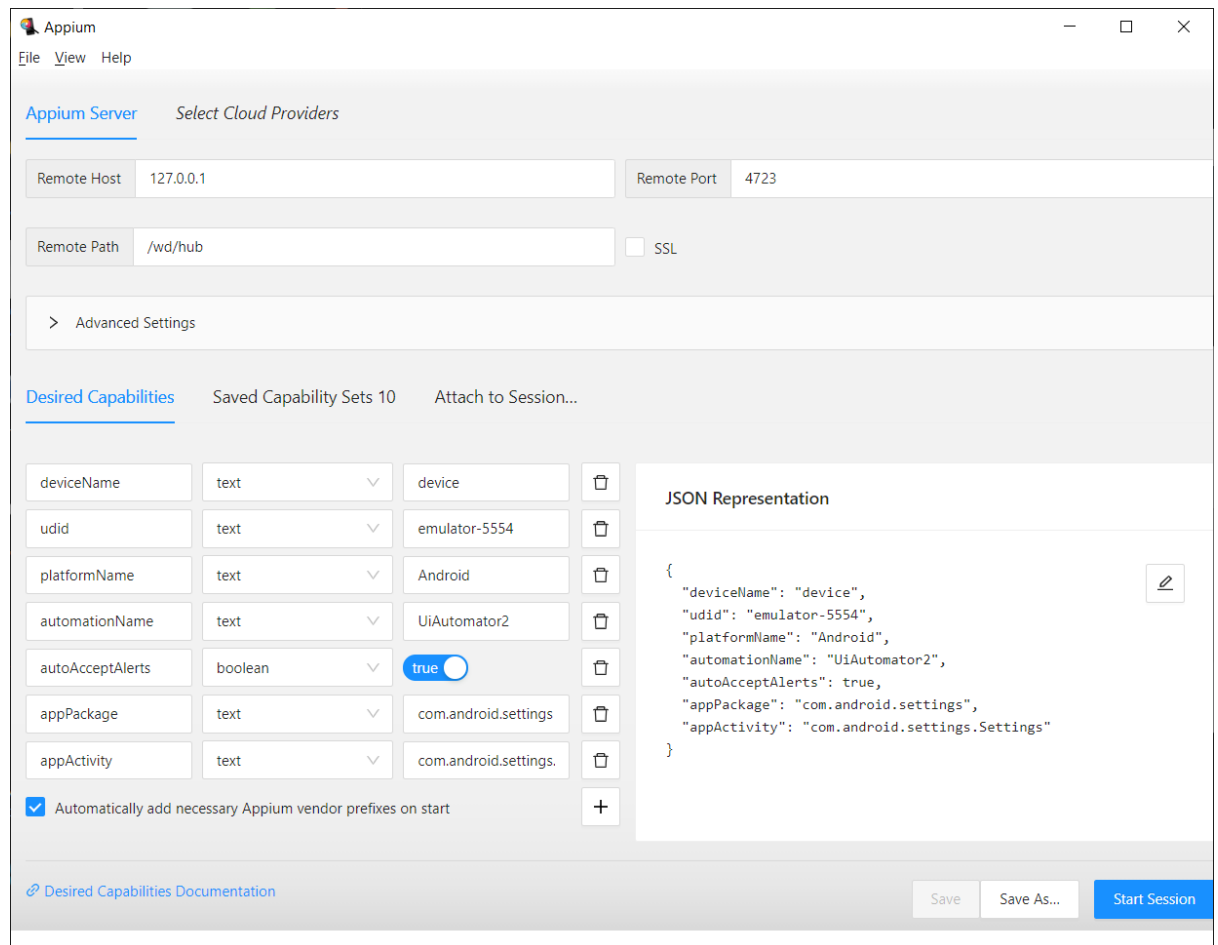 Appium
File View Help
Appium Server Select Cloud Providers
Remote Host 127.0.0.1 Remote Port 4723
Remote Path /wd/hub SSL
Advanced Settings
Desired Capabilities Saved Capability Sets 10 Attach to Session...
deviceName text device
udid text emulator-5554
platformName text Android
automationName text UiAutomator2
autoAcceptAlerts boolean true
appPackage text com.android.settings
appActivity text com.android.settings.
Automatically add necessary Appium vendor prefixes on start
JSON Representation
{
"deviceName": "device",
"udid": "emulator-5554",
"platformName": "Android",
"automationName": "UiAutomator2",
"autoAcceptAlerts": true,
"appPackage": "com.android.settings",
"appActivity": "com.android.settings.Settings"
}
Desired Capabilities Documentation
Save Save As... Start Session